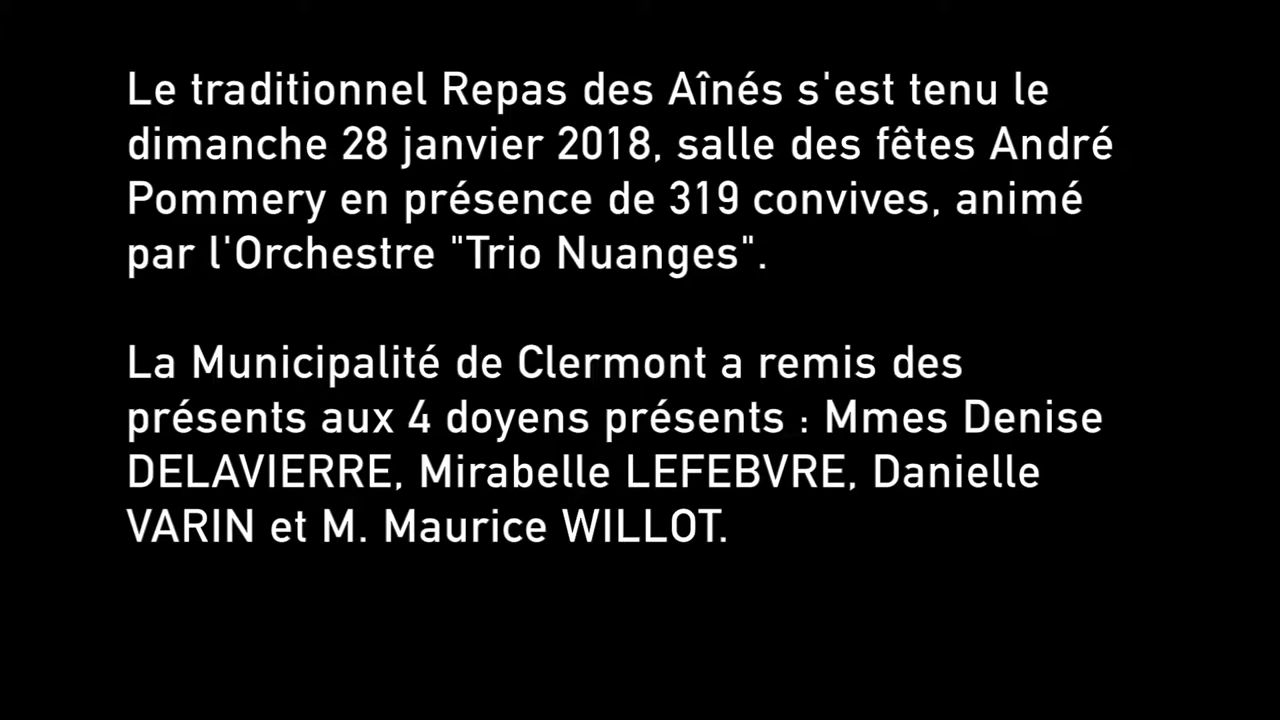 Le traditionnel Repas des Aînés s'est tenu le
dimanche 28 janvier 2018, salle des fêtes André
Pommery en présence de 319 convives, animé
par l'Orchestre "Trio Nuanges".
La Municipalité de Clermont a remis des
présents aux 4 doyens présents : Mmes Denise
DELAVIERRE, Mirabelle LEFEBVRE, Danielle
VARIN et M. Maurice WILLOT.